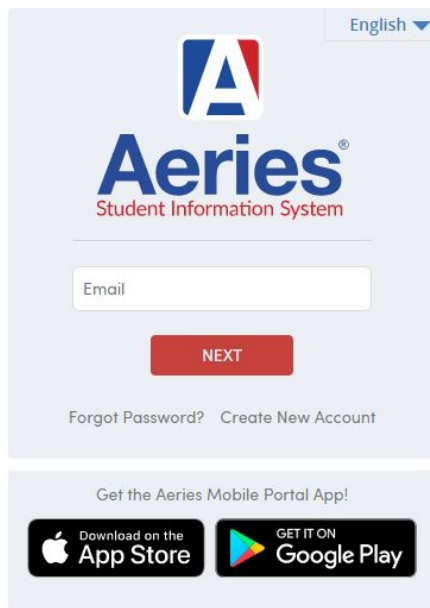 English
A
Aeries®
Student Information System
Email
NEXT
Forgot Password? Create New Account
Get the Aeries Mobile Portal App!
Download on the
App Store
GET IT ON
Google Play